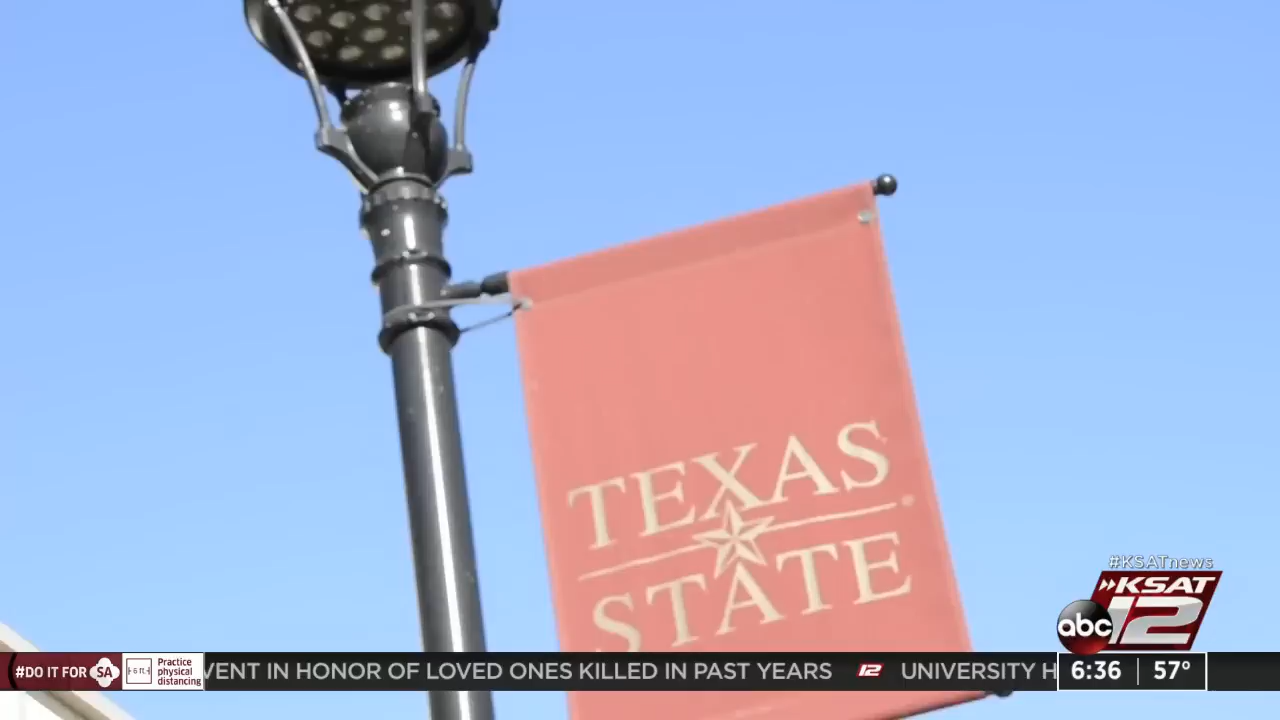 TEXAS
STATE
#KSATnews
KSAT
abc 12
#DO IT FOR SA
6 ft.
Practice
physical
distancing
VENT IN HONOR OF LOVED ONES KILLED IN PAST YEARS 12 UNIVERSITY H
6:36 57°